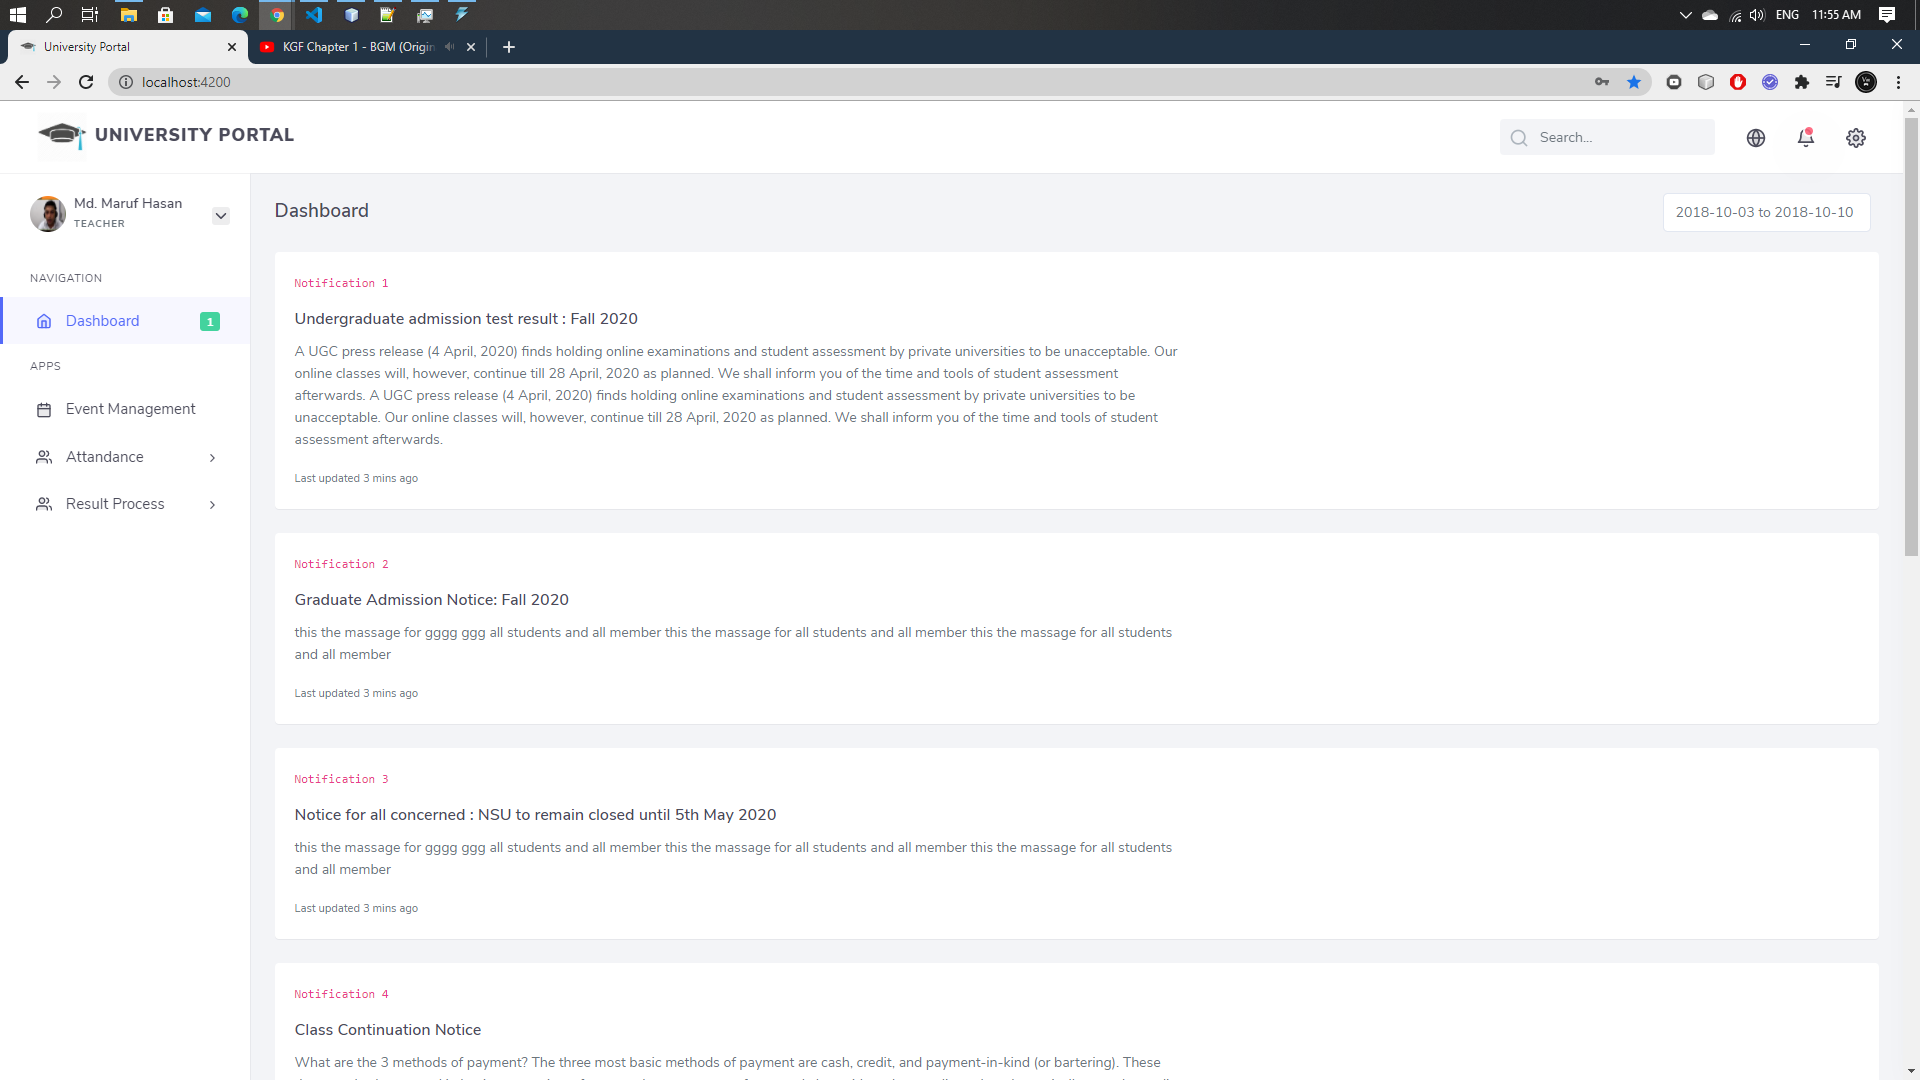 ENG
11:55 AM
University Portal
KGF Chapter 1 - BGM (Origin
localhost:4200
UNIVERSITY PORTAL
Search...
Md. Maruf Hasan
TEACHER
Dashboard
2018-10-03 to 2018-10-10
NAVIGATION
Dashboard 1
APPS
Event Management
Attandance
Result Process
Notification 1
Undergraduate admission test result : Fall 2020
A UGC press release (4 April, 2020) finds holding online examinations and student assessment by private universities to be unacceptable. Our
online classes will, however, continue till 28 April, 2020 as planned. We shall inform you of the time and tools of student assessment
afterwards. A UGC press release (4 April, 2020) finds holding online examinations and student assessment by private universities to be
unacceptable. Our online classes will, however, continue till 28 April, 2020 as planned. We shall inform you of the time and tools of student
assessment afterwards.
Last updated 3 mins ago
Notification 2
Graduate Admission Notice: Fall 2020
this the massage for gggg ggg all students and all member this the massage for all students and all member this the massage for all students
and all member
Last updated 3 mins ago
Notification 3
Notice for all concerned : NSU to remain closed until 5th May 2020
this the massage for gggg ggg all students and all member this the massage for all students and all member this the massage for all students
and all member
Last updated 3 mins ago
Notification 4
Class Continuation Notice
What are the 3 methods of payment? The three most basic methods of payment are cash, credit, and payment-in-kind (or bartering). These